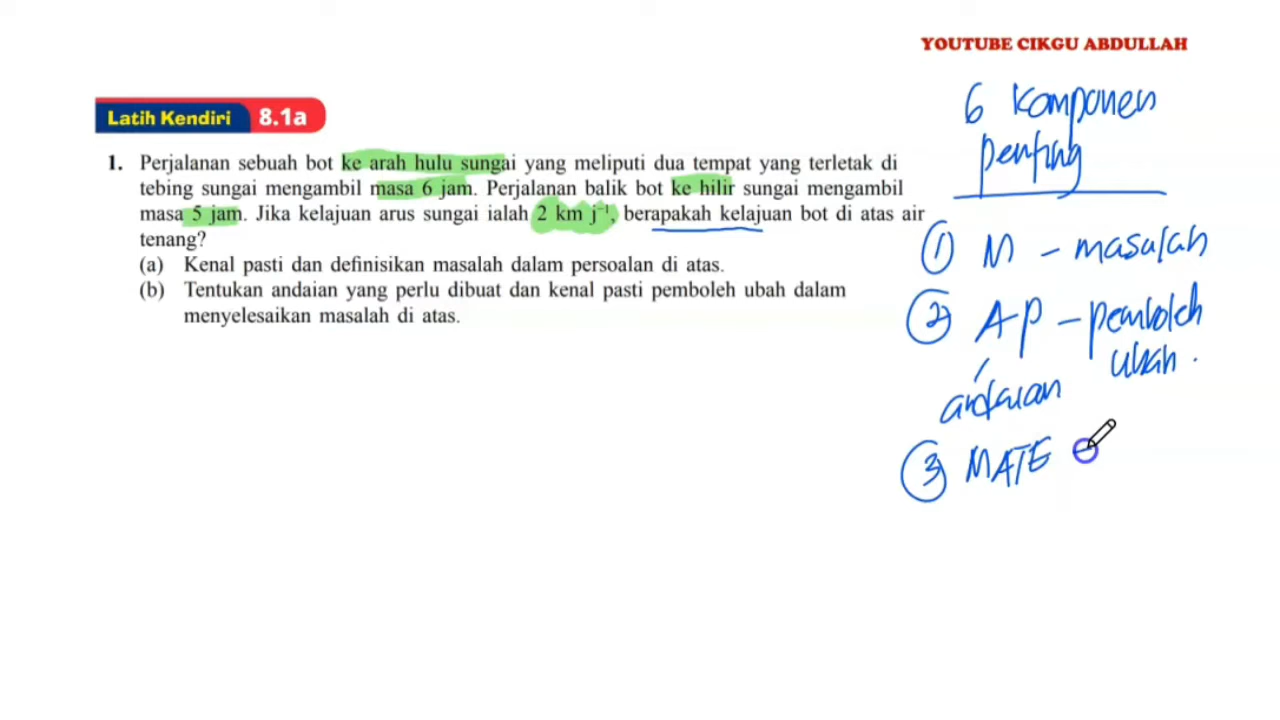 YOUTUBE CIKGU ABDULLAH
Latih Kendiri 8.1a
1. Perjalanan sebuah bot ke arah hulu sungai yang meliputi dua tempat yang terletak di
tebing sungai mengambil masa 6 jam. Perjalanan balik bot ke hilir sungai mengambil
masa 5 jam. Jika kelajuan arus sungai ialah 2 km j⁻¹, berapakah kelajuan bot di atas air
tenang?
(a) Kenal pasti dan definisikan masalah dalam persoalan di atas.
(b) Tentukan andaian yang perlu dibuat dan kenal pasti pemboleh ubah dalam
menyelesaikan masalah di atas.
6 Komponen
penting
① M - masalah
② AP - pemboleh
ubah.
andaian
③ MATE